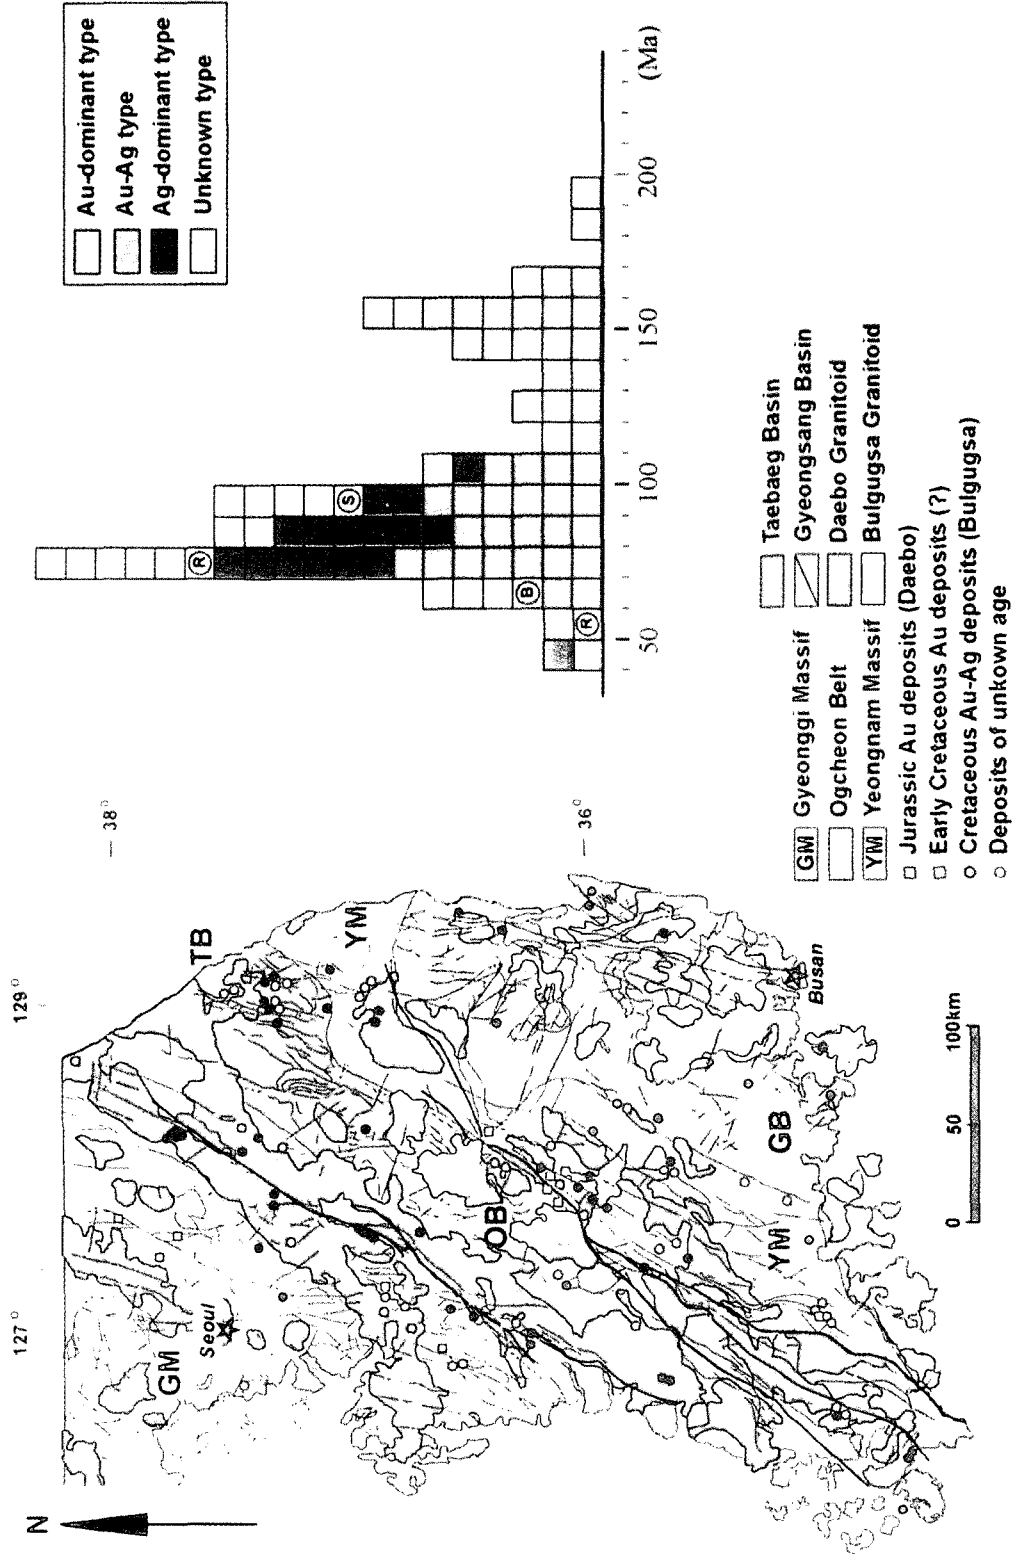 N
127°
129°
GM
Seoul
TB
YM
38°
36°
OB
YM
GB
Busan
0 50 100km
GM Gyeonggi Massif
Ogcheon Belt
YM Yeongnam Massif
Taebaeg Basin
Gyeongsang Basin
Daebo Granitoid
Bulgugsa Granitoid
Jurassic Au deposits (Daebo)
Early Cretaceous Au deposits (?)
Cretaceous Au-Ag deposits (Bulgugsa)
Deposits of unkown age
Au-dominant type
Au-Ag type
Ag-dominant type
Unknown type
R
S
B
R
50 100 150 200 (Ma)